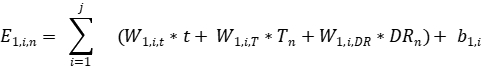 E_{1,i,n} = \sum_{i=1}^{j} (W_{1,i,t} * t + W_{1,i,T} * T_n + W_{1,i,DR} * DR_n) + b_{1,i}